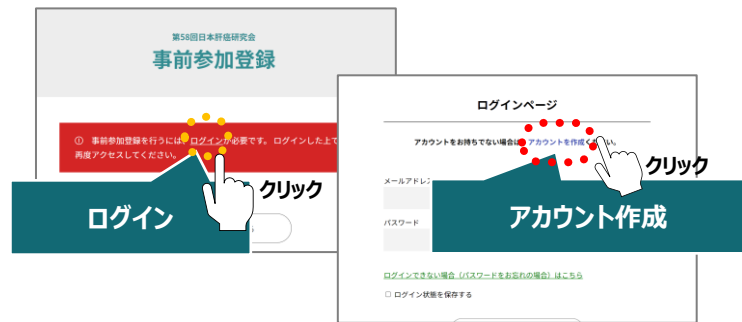 第58回日本肝癌研究会
事前参加登録
① 事前参加登録を行うには、ログインが必要です。 ログインした上で
再度アクセスしてください。
クリック
ログイン
ログインページ
アカウントをお持ちでない場合は、アカウントを作成ください。
クリック
メールアドレス
アカウント作成
パスワード
ログインできない場合（パスワードをお忘れの場合）はこちら
ログイン状態を保存する